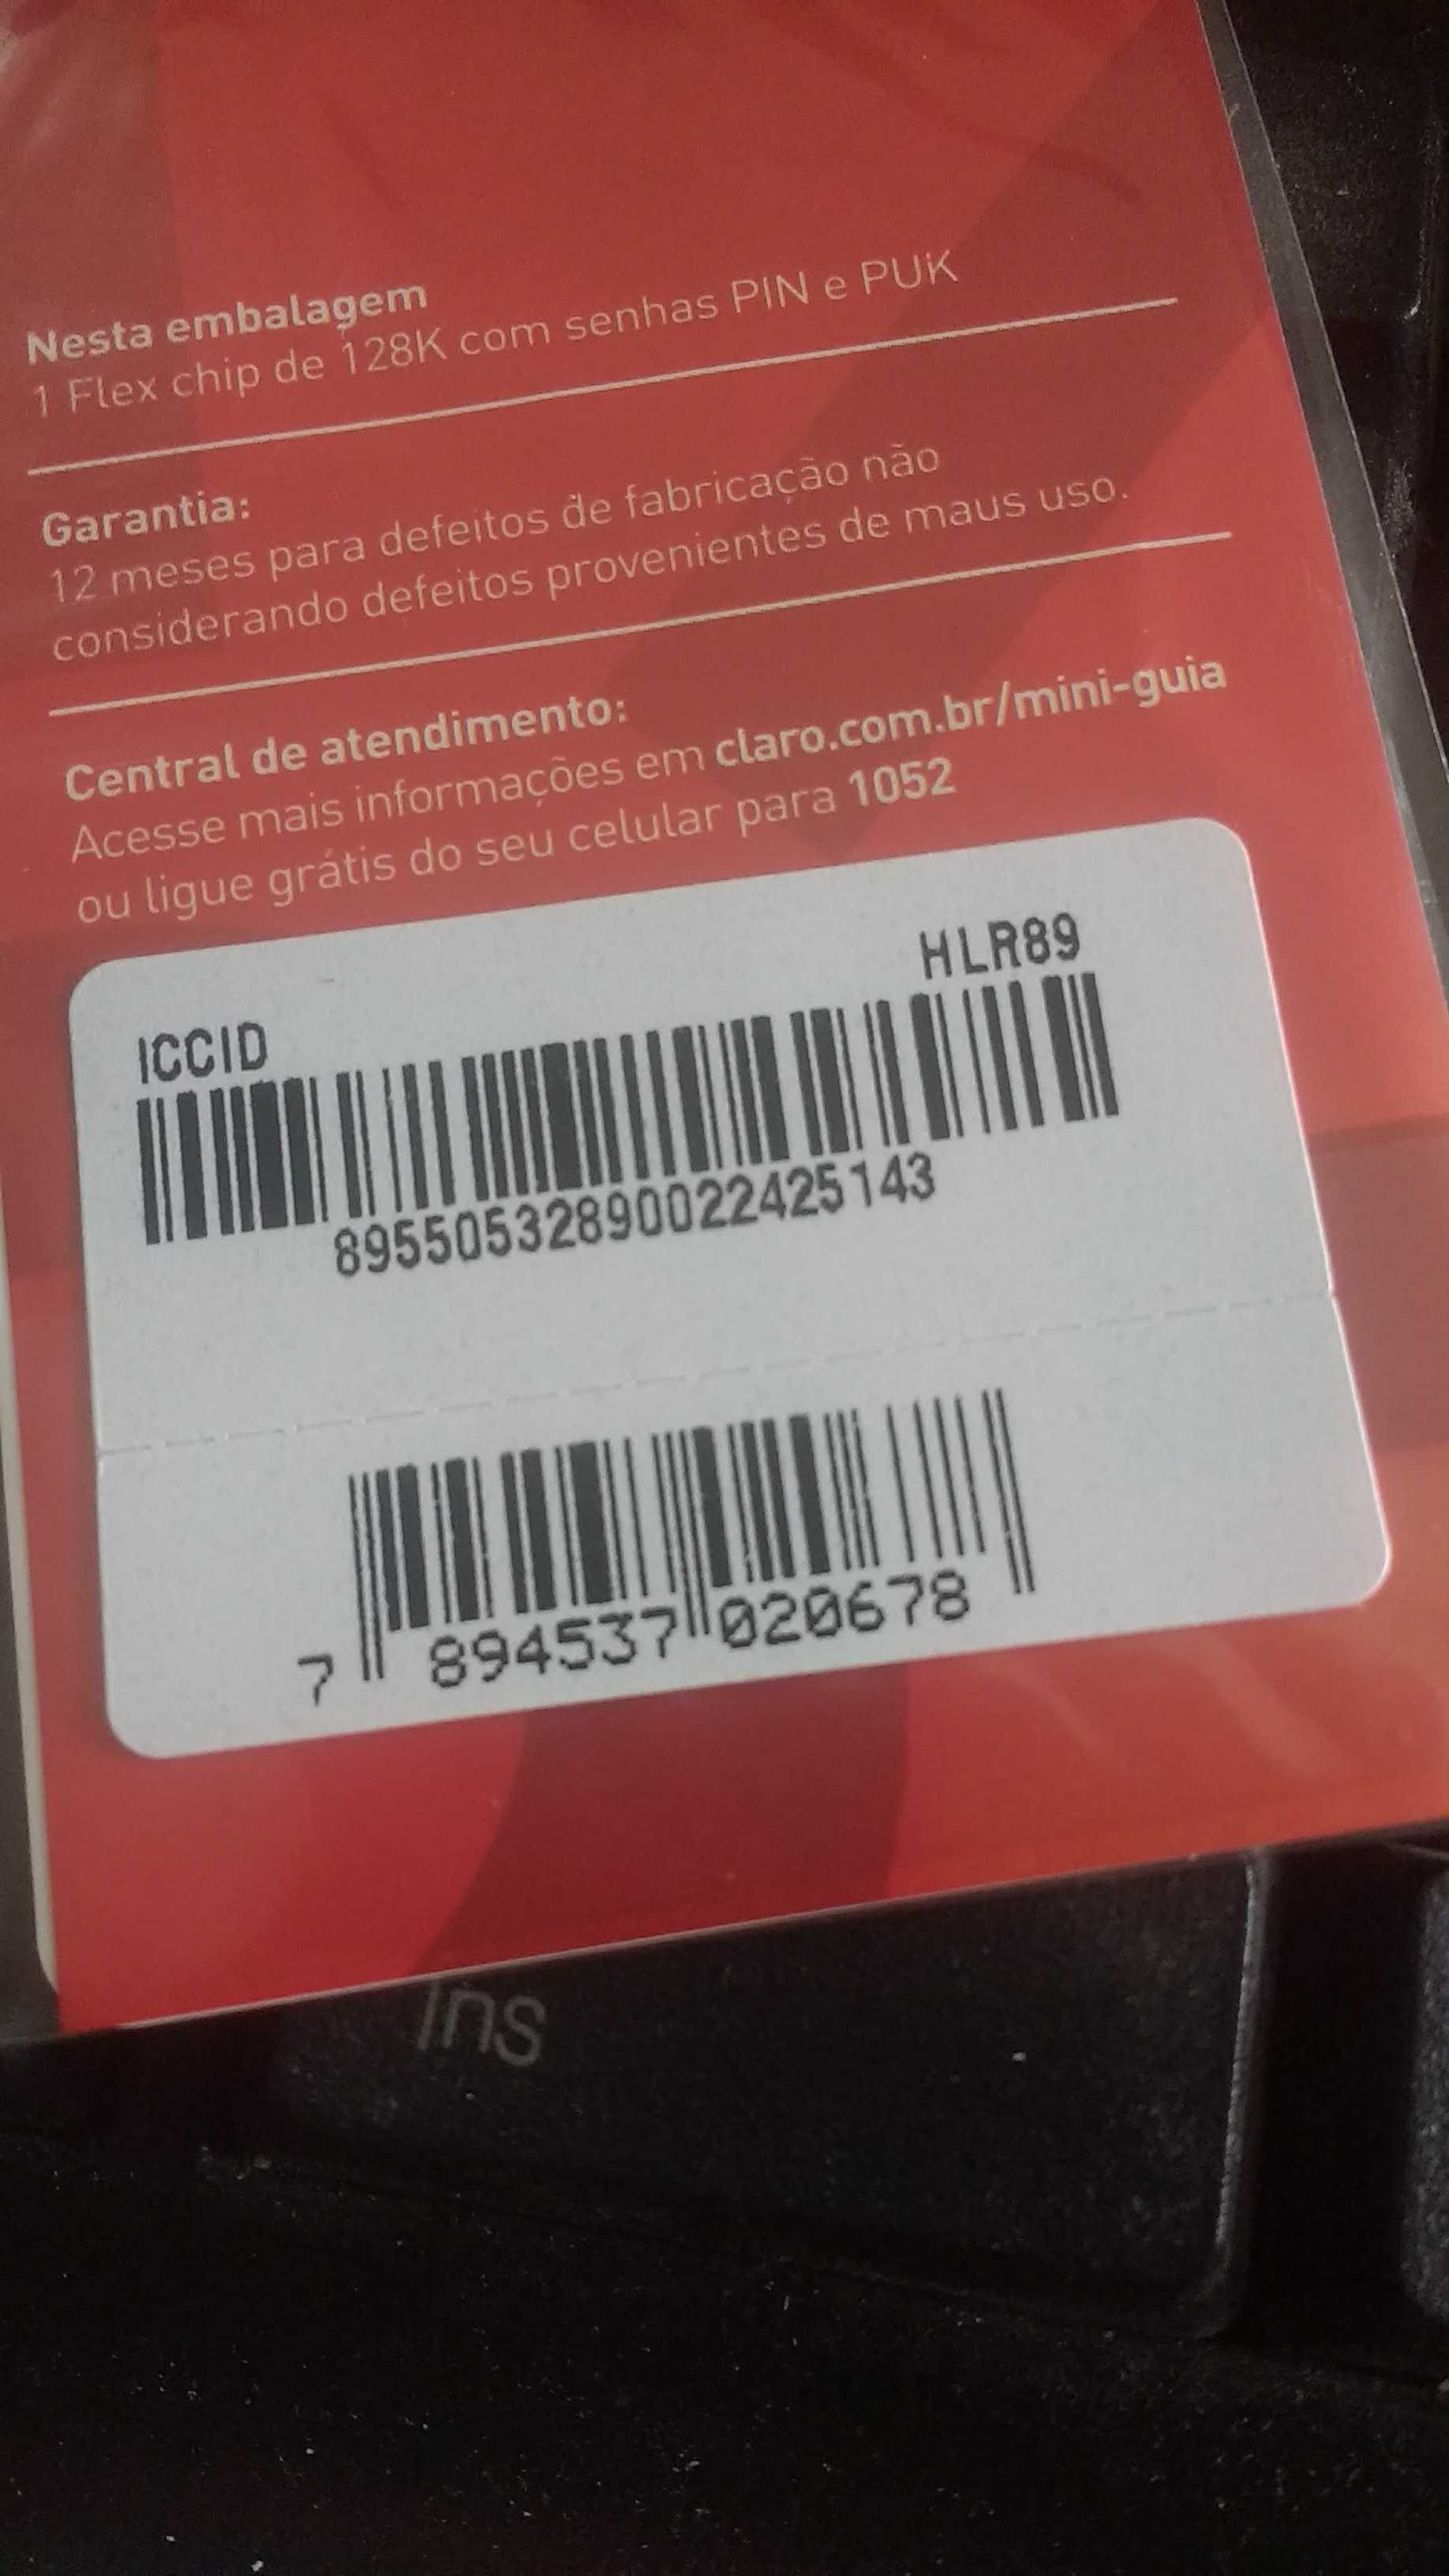 Nesta embalagem
1 Flex chip de 128K com senhas PIN e PUK
Garantia:
12 meses para defeitos de fabricação não
considerando defeitos provenientes de maus uso.
Central de atendimento:
Acesse mais informações em claro.com.br/mini-guia
ou ligue grátis do seu celular para 1052
HLR89
ICCID
89550532890022425143
7 894537 020678
Ins